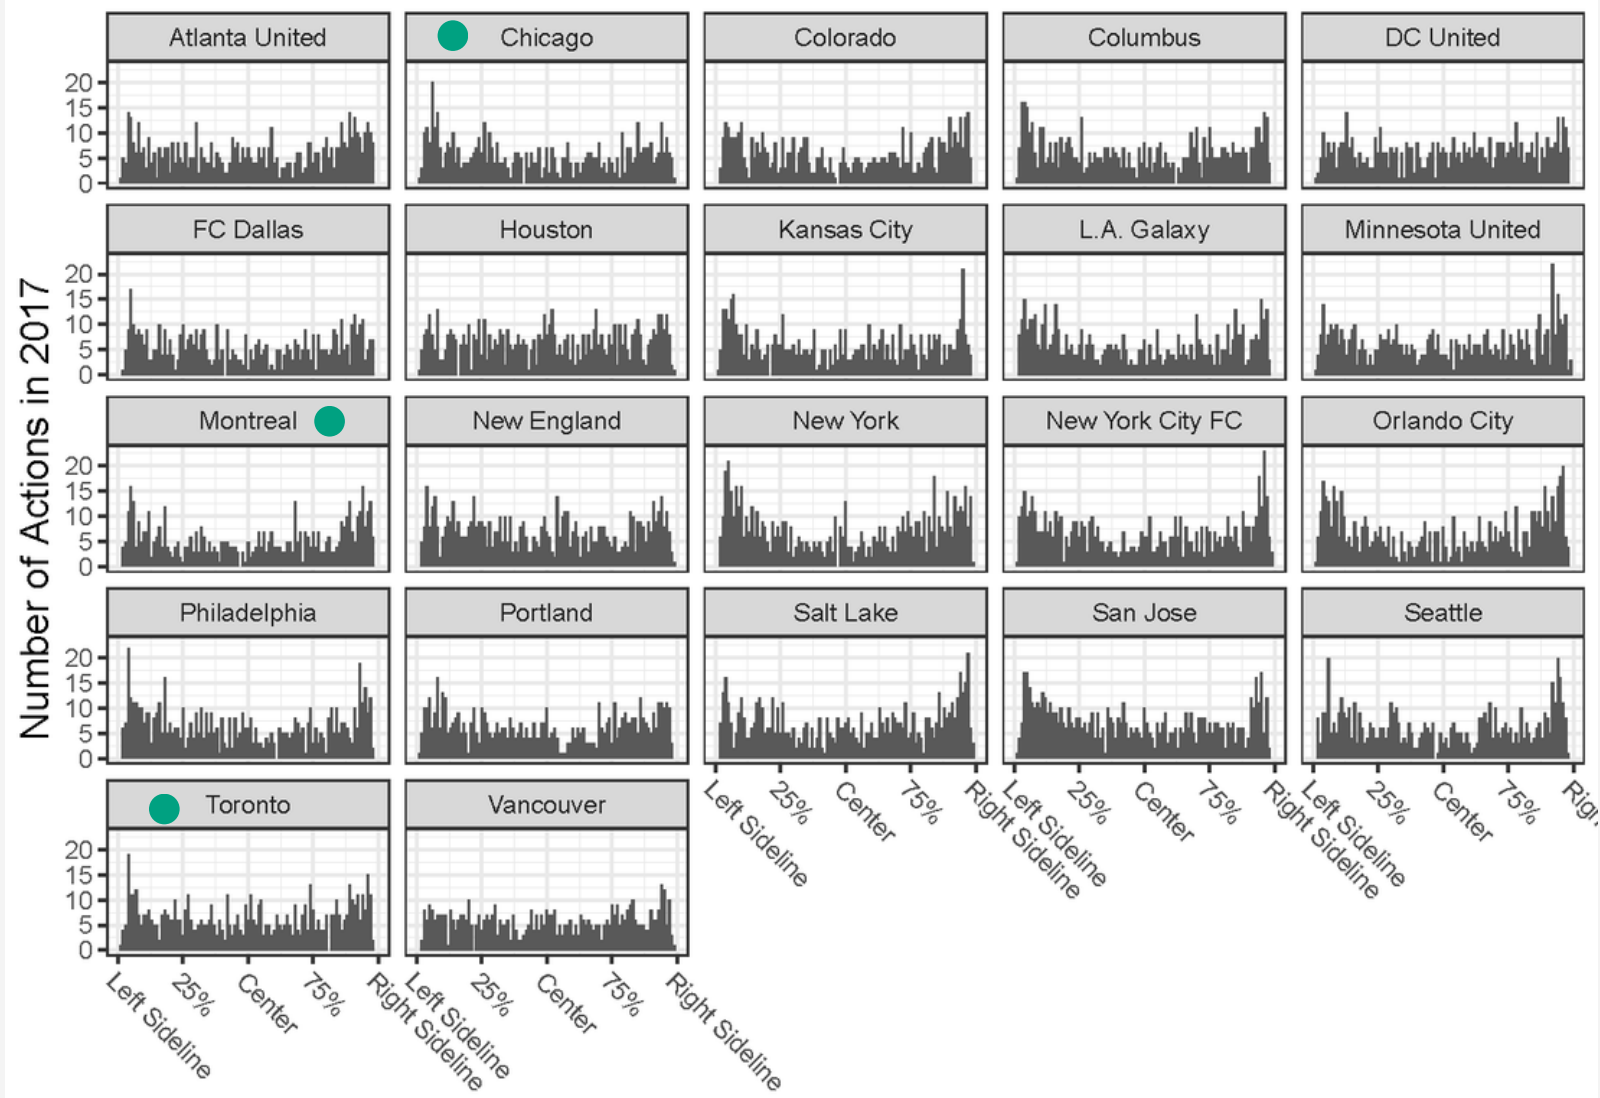 Number of Actions in 2017
Atlanta United
Chicago
Colorado
Columbus
DC United
20
15
10
5
0
FC Dallas
Houston
Kansas City
L.A. Galaxy
Minnesota United
20
15
10
5
0
Montreal
New England
New York
New York City FC
Orlando City
20
15
10
5
0
Philadelphia
Portland
Salt Lake
San Jose
Seattle
20
15
10
5
0
Left Sideline
25%
Center
75%
Right Sideline
Left Sideline
25%
Center
75%
Right Sideline
Left Sideline
25%
Center
75%
Toronto
Vancouver
20
15
10
5
0
Left Sideline
25%
Center
75%
Right Sideline
Left Sideline
25%
Center
75%
Right Sideline